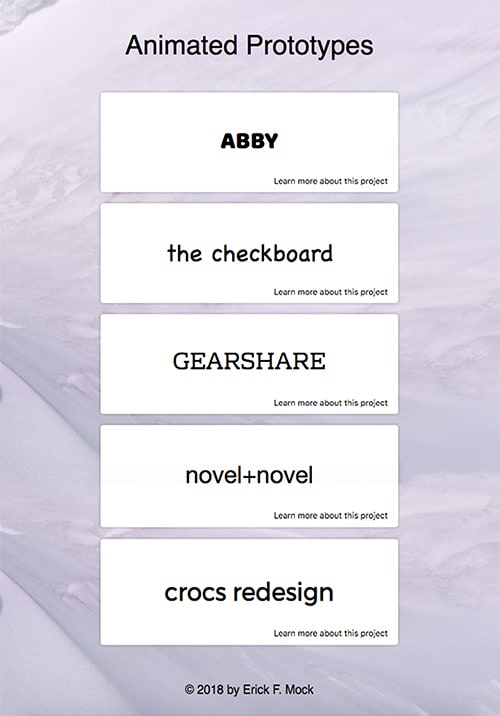 Animated Prototypes
ABBY
Learn more about this project
the checkboard
Learn more about this project
GEARSHARE
Learn more about this project
novel+novel
Learn more about this project
crocs redesign
Learn more about this project
© 2018 by Erick F. Mock